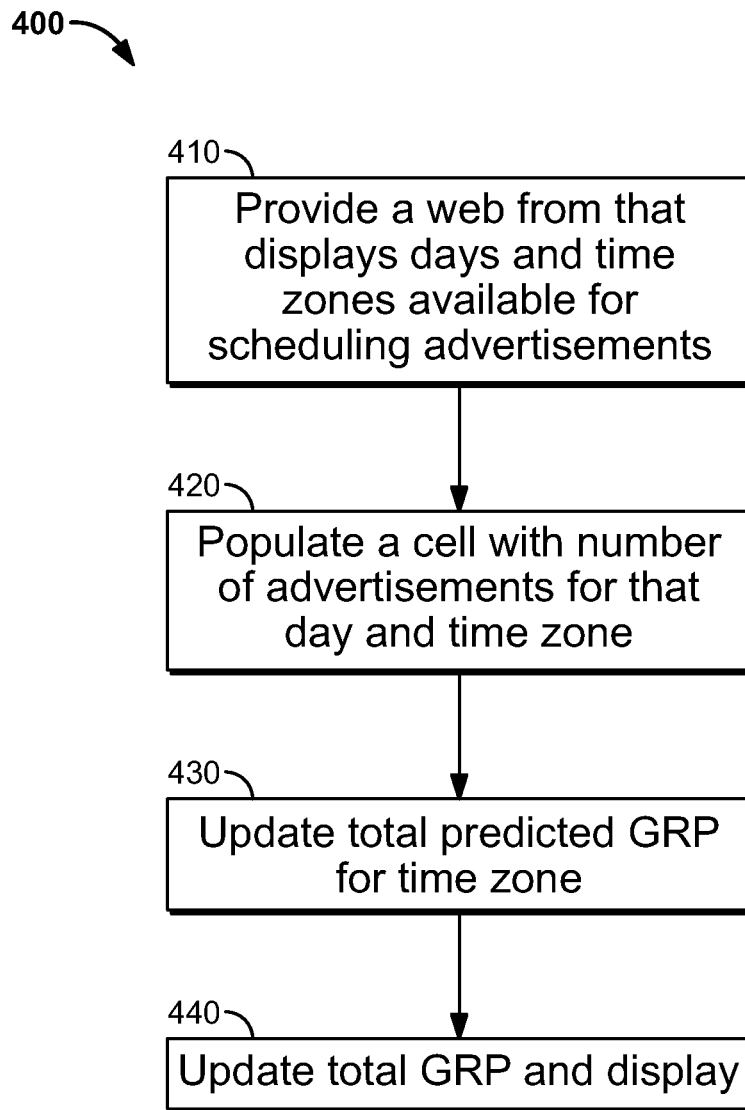 400
410
Provide a web from that
displays days and time
zones available for
scheduling advertisements
420
Populate a cell with number
of advertisements for that
day and time zone
430
Update total predicted GRP
for time zone
440
Update total GRP and display